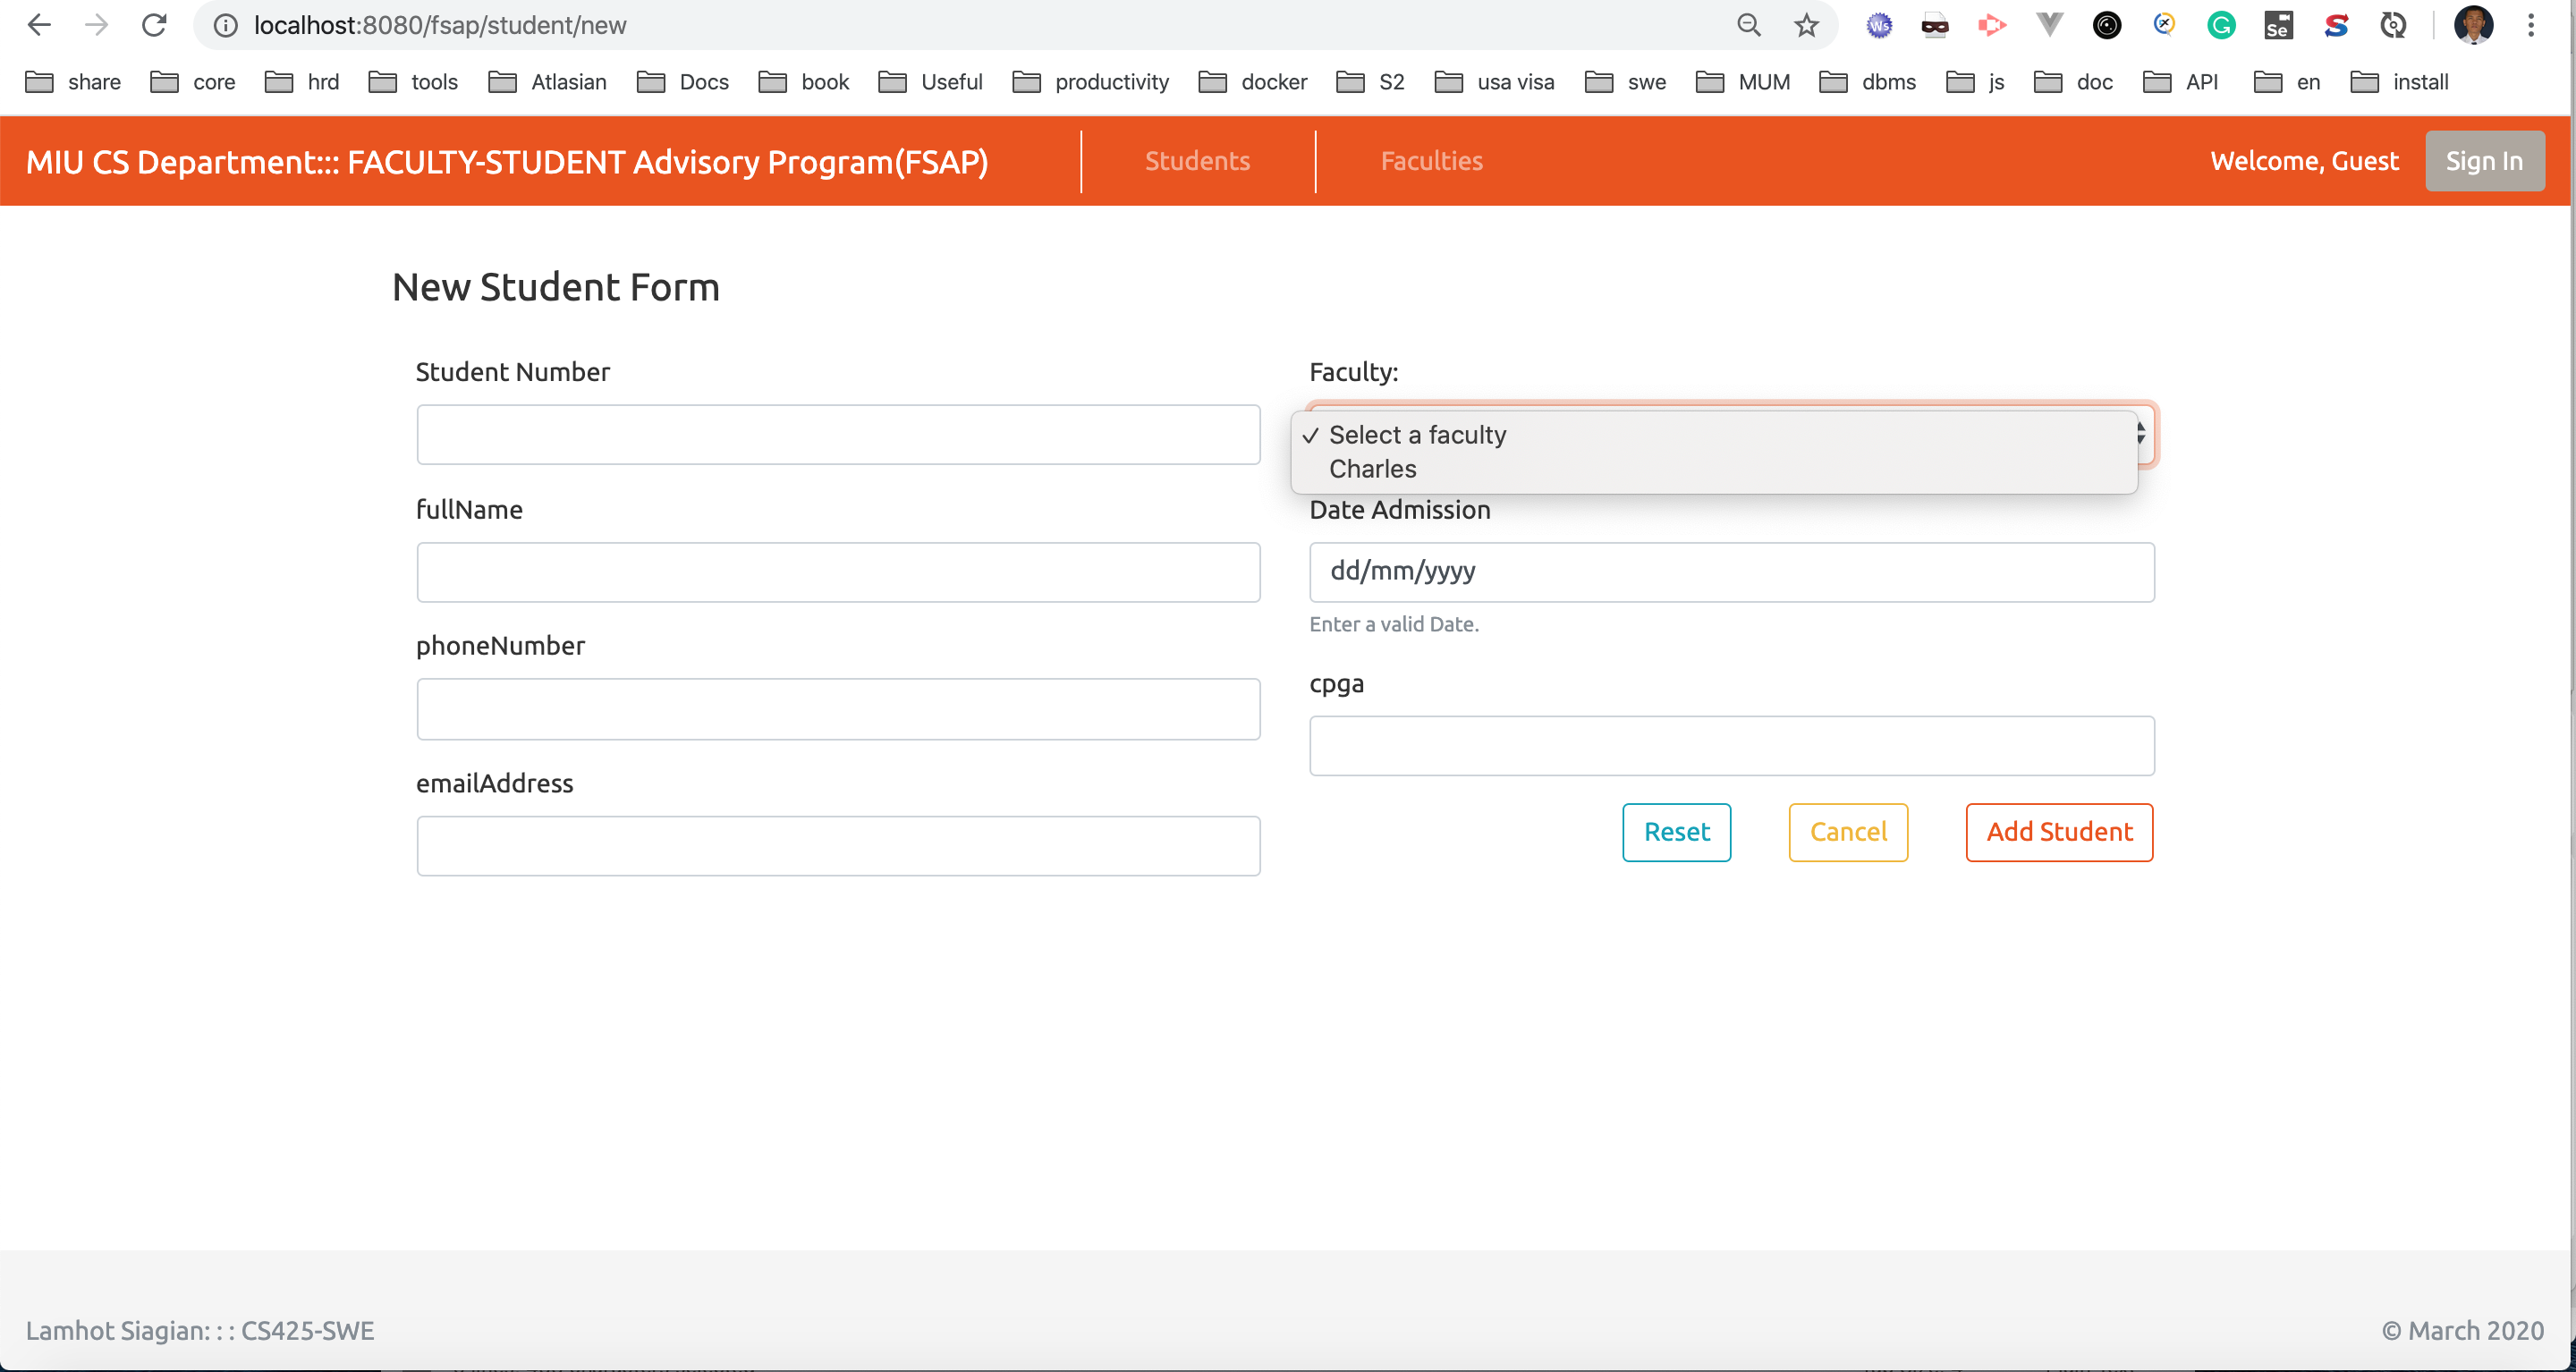 localhost:8080/fsap/student/new
share core hrd tools Atlasian Docs book Useful productivity docker S2 usa visa swe MUM dbms js doc API en install
MIU CS Department::: FACULTY-STUDENT Advisory Program(FSAP) Students Faculties Welcome, Guest Sign In
New Student Form
Student Number
Faculty:
✓ Select a faculty
Charles
fullName
Date Admission
dd/mm/yyyy
Enter a valid Date.
phoneNumber
cpga
emailAddress
Reset Cancel Add Student
Lamhot Siagian: : : CS425-SWE
© March 2020